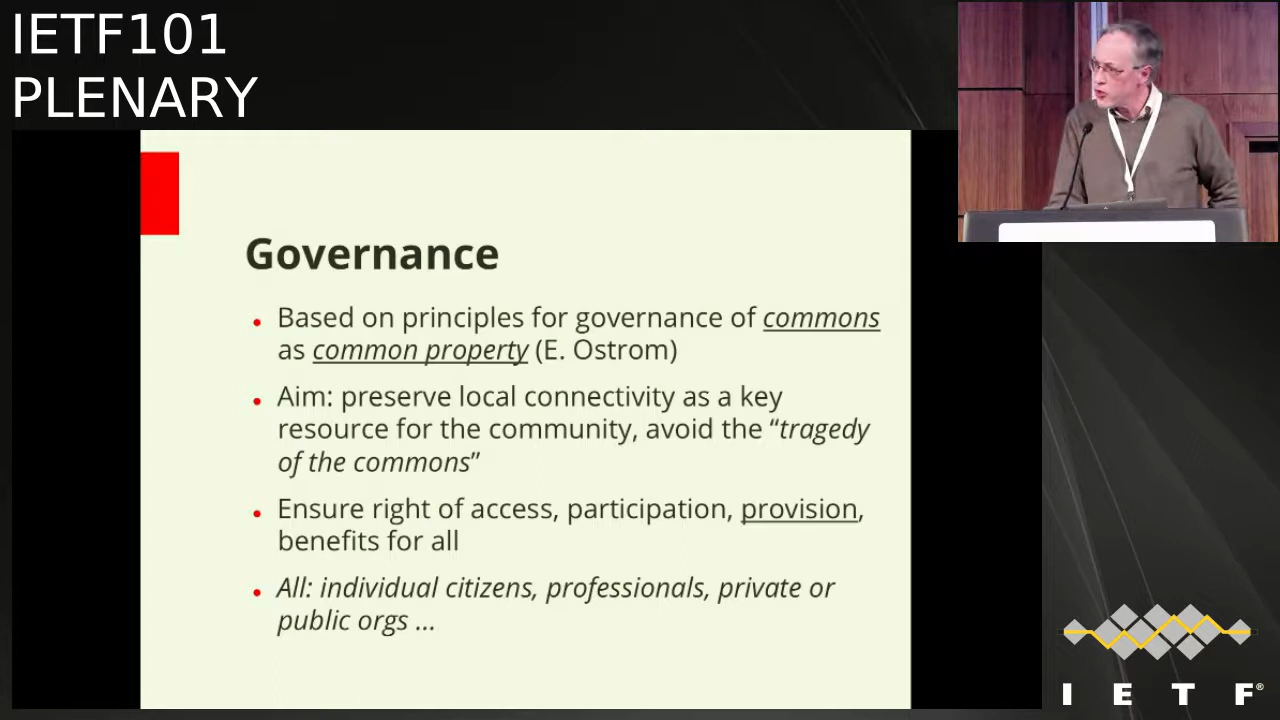 IETF101
PLENARY
Governance
• Based on principles for governance of commons
as common property (E. Ostrom)
• Aim: preserve local connectivity as a key
resource for the community, avoid the “tragedy
of the commons”
• Ensure right of access, participation, provision,
benefits for all
• All: individual citizens, professionals, private or
public orgs ...
I E T F®